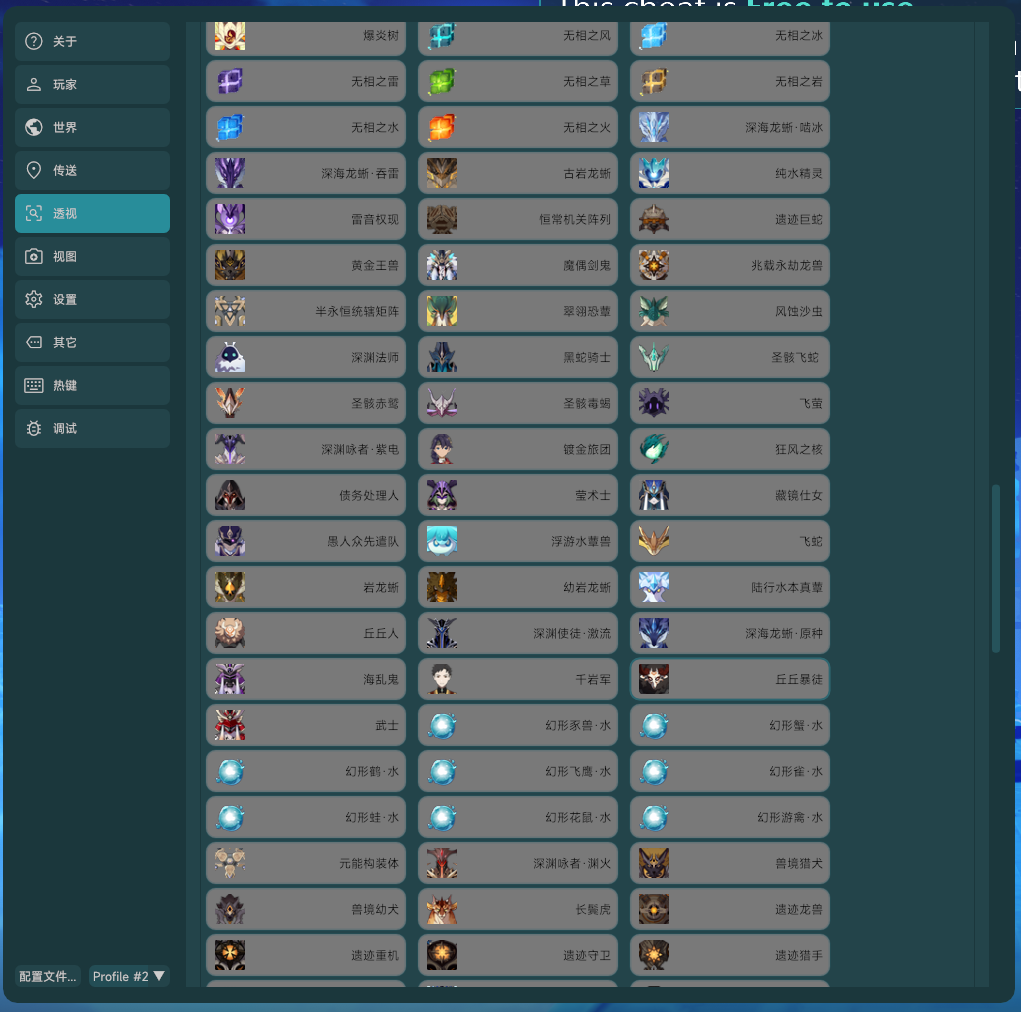 This cheat is Free to use
关于
玩家
世界
传送
透视
视图
设置
其它
热键
调试
配置文件...
Profile #2
爆炎树
无相之风
无相之冰
无相之雷
无相之草
无相之岩
无相之水
无相之火
深海龙蜥·啮冰
深海龙蜥·吞雷
古岩龙蜥
纯水精灵
雷音权现
恒常机关阵列
遗迹巨蛇
黄金王兽
魔偶剑鬼
兆载永劫龙兽
半永恒统辖矩阵
翠翎恐蕈
风蚀沙虫
深渊法师
黑蛇骑士
圣骸飞蛇
圣骸赤鹫
圣骸毒蝎
飞萤
深渊咏者·紫电
镀金旅团
狂风之核
债务处理人
萤术士
藏镜仕女
愚人众先遣队
浮游水蕈兽
飞蛇
岩龙蜥
幼岩龙蜥
陆行水本真蕈
丘丘人
深渊使徒·激流
深海龙蜥·原种
海乱鬼
千岩军
丘丘暴徒
武士
幻形豕兽·水
幻形蟹·水
幻形鹤·水
幻形飞鹰·水
幻形雀·水
幻形蛙·水
幻形花鼠·水
幻形游禽·水
元能构装体
深渊咏者·渊火
兽境猎犬
兽境幼犬
长鬓虎
遗迹龙兽
遗迹重机
遗迹守卫
遗迹猎手